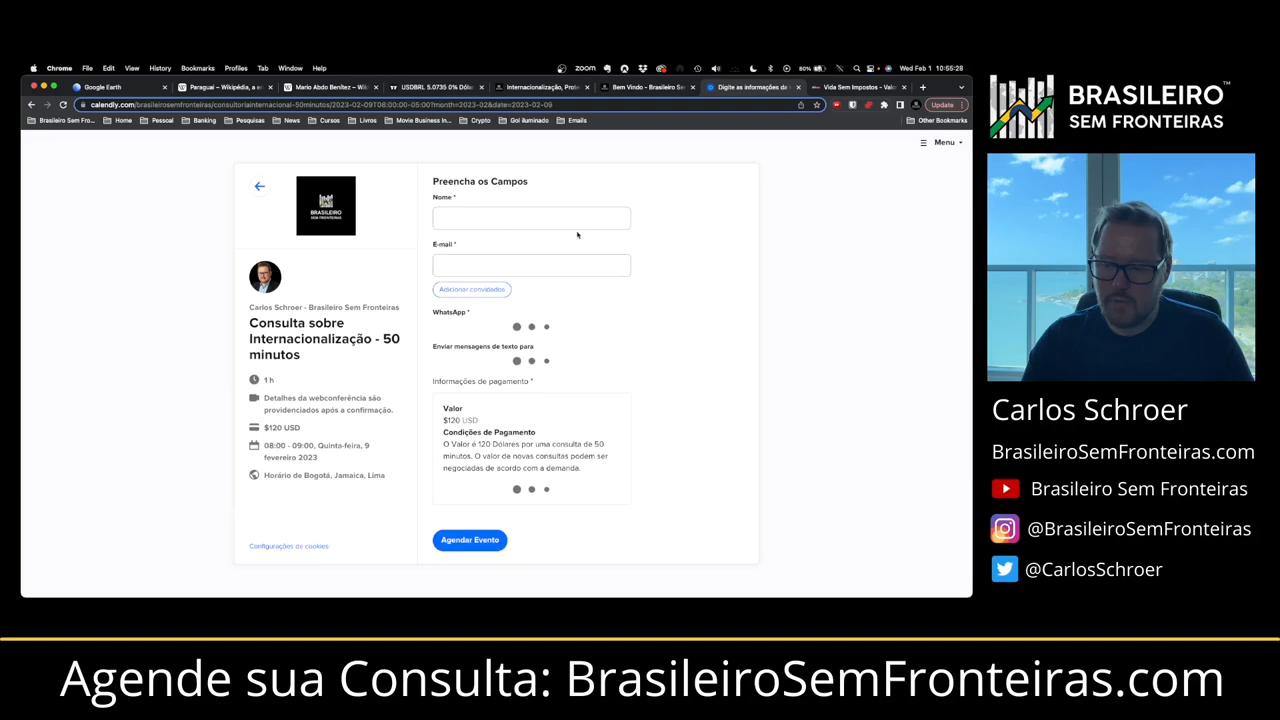 Chrome File Edit View History Bookmarks Profiles Tab Window Help
zoom
80%
Wed Feb 1 10:55:28
Google Earth
Paraguai – Wikipédia, a en
Mario Abdo Benítez – Wiki
USDBRL 5.0735 0% Dólar
Internacionalização, Prote
Bem Vindo - Brasileiro Se
Digite as informações da
Vida Sem Impostos - Valor
calendly.com/brasileirosemfronteiras/consultoriainternacional-50minutos/2023-02-09T08:00:00-05:00?month=2023-02&date=2023-02-09
Update
Brasileiro Sem Fro...
Home
Pessoal
Banking
Pesquisas
News
Cursos
Livros
Movie Business In...
Crypto
Gol iluminado
Emails
Other Bookmarks
Menu
BRASILEIRO
SEM FRONTEIRAS
Carlos Schroer - Brasileiro Sem Fronteiras
Consulta sobre
Internacionalização - 50
minutos
1 h
Detalhes da webconferência são
providenciados após a confirmação.
$120 USD
08:00 - 09:00, Quinta-feira, 9
fevereiro 2023
Horário de Bogotá, Jamaica, Lima
Configurações de cookies
Preencha os Campos
Nome *
E-mail *
Adicionar convidados
WhatsApp *
Enviar mensagens de texto para
Informações de pagamento *
Valor
$120 USD
Condições de Pagamento
O Valor é 120 Dólares por uma consulta de 50
minutos. O valor de novas consultas podem ser
negociadas de acordo com a demanda.
Agendar Evento
BRASILEIRO™
SEM FRONTEIRAS
Carlos Schroer
BrasileiroSemFronteiras.com
Brasileiro Sem Fronteiras
@BrasileiroSemFronteiras
@CarlosSchroer
Agende sua Consulta: BrasileiroSemFronteiras.com